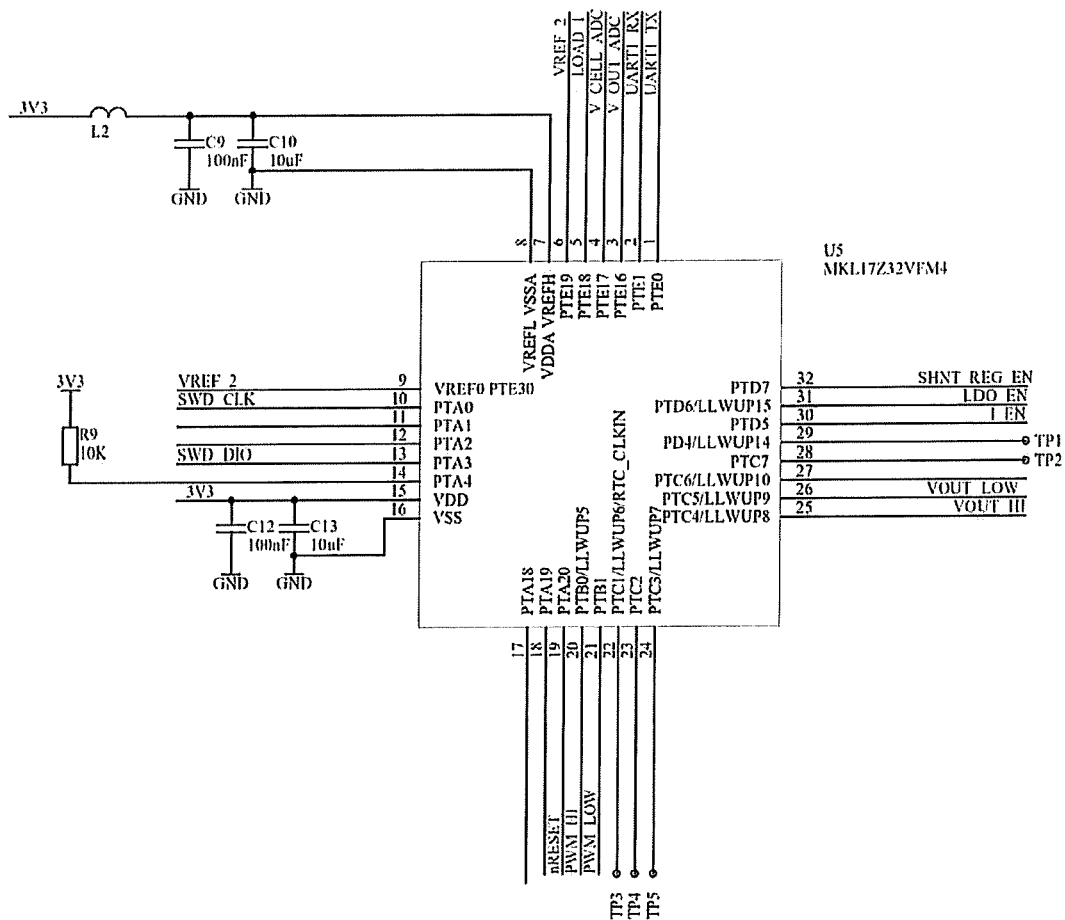 VREF_2
LOAD_I
V_CELL_ADC
V_OUT_ADC
UART1_RX
UART1_TX
3V3
L2
C9
100nF
C10
10uF
GND
GND
8
7
6
5
4
3
2
1
U5
MKL17Z32VFM4
VREFL VSSA
VDDA VREFH
PTE19
PTE18
PTE17
PTE16
PTE1
PTE0
3V3
R9
10K
VREF_2
9
VREF0 PTE30
SWD_CLK
10
PTA0
11
PTA1
12
PTA2
SWD_DIO
13
PTA3
14
PTA4
3V3
15
VDD
16
VSS
C12
100nF
C13
10uF
GND
GND
PTD7
32
SHNT_REG_EN
PTD6/LLWUP15
31
LDO_EN
PTD5
30
I_EN
PD4/LLWUP14
29
TP1
PTC7
28
TP2
PTC6/LLWUP10
27
PTC5/LLWUP9
26
VOUT_LOW
PTC4/LLWUP8
25
VOUT_HI
PTA18
PTA19
PTA20
PTB0/LLWUP5
PTB1
PTC1/LLWUP6/RTC_CLKIN
PTC2
PTC3/LLWUP7
17
18
19
20
21
22
23
24
nRESET
PWM_HI
PWM_LOW
TP3
TP4
TP5